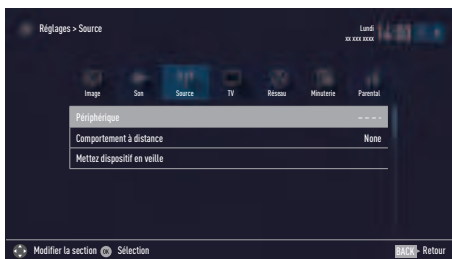 Réglages > Source
Lundi
xx xxx xxxx
Image Son Source TV Réseau Minuterie Parental
Périphérique - - - -
Comportement à distance None
Mettez dispositif en veille
Modifier la section OK Sélection BACK - Retour